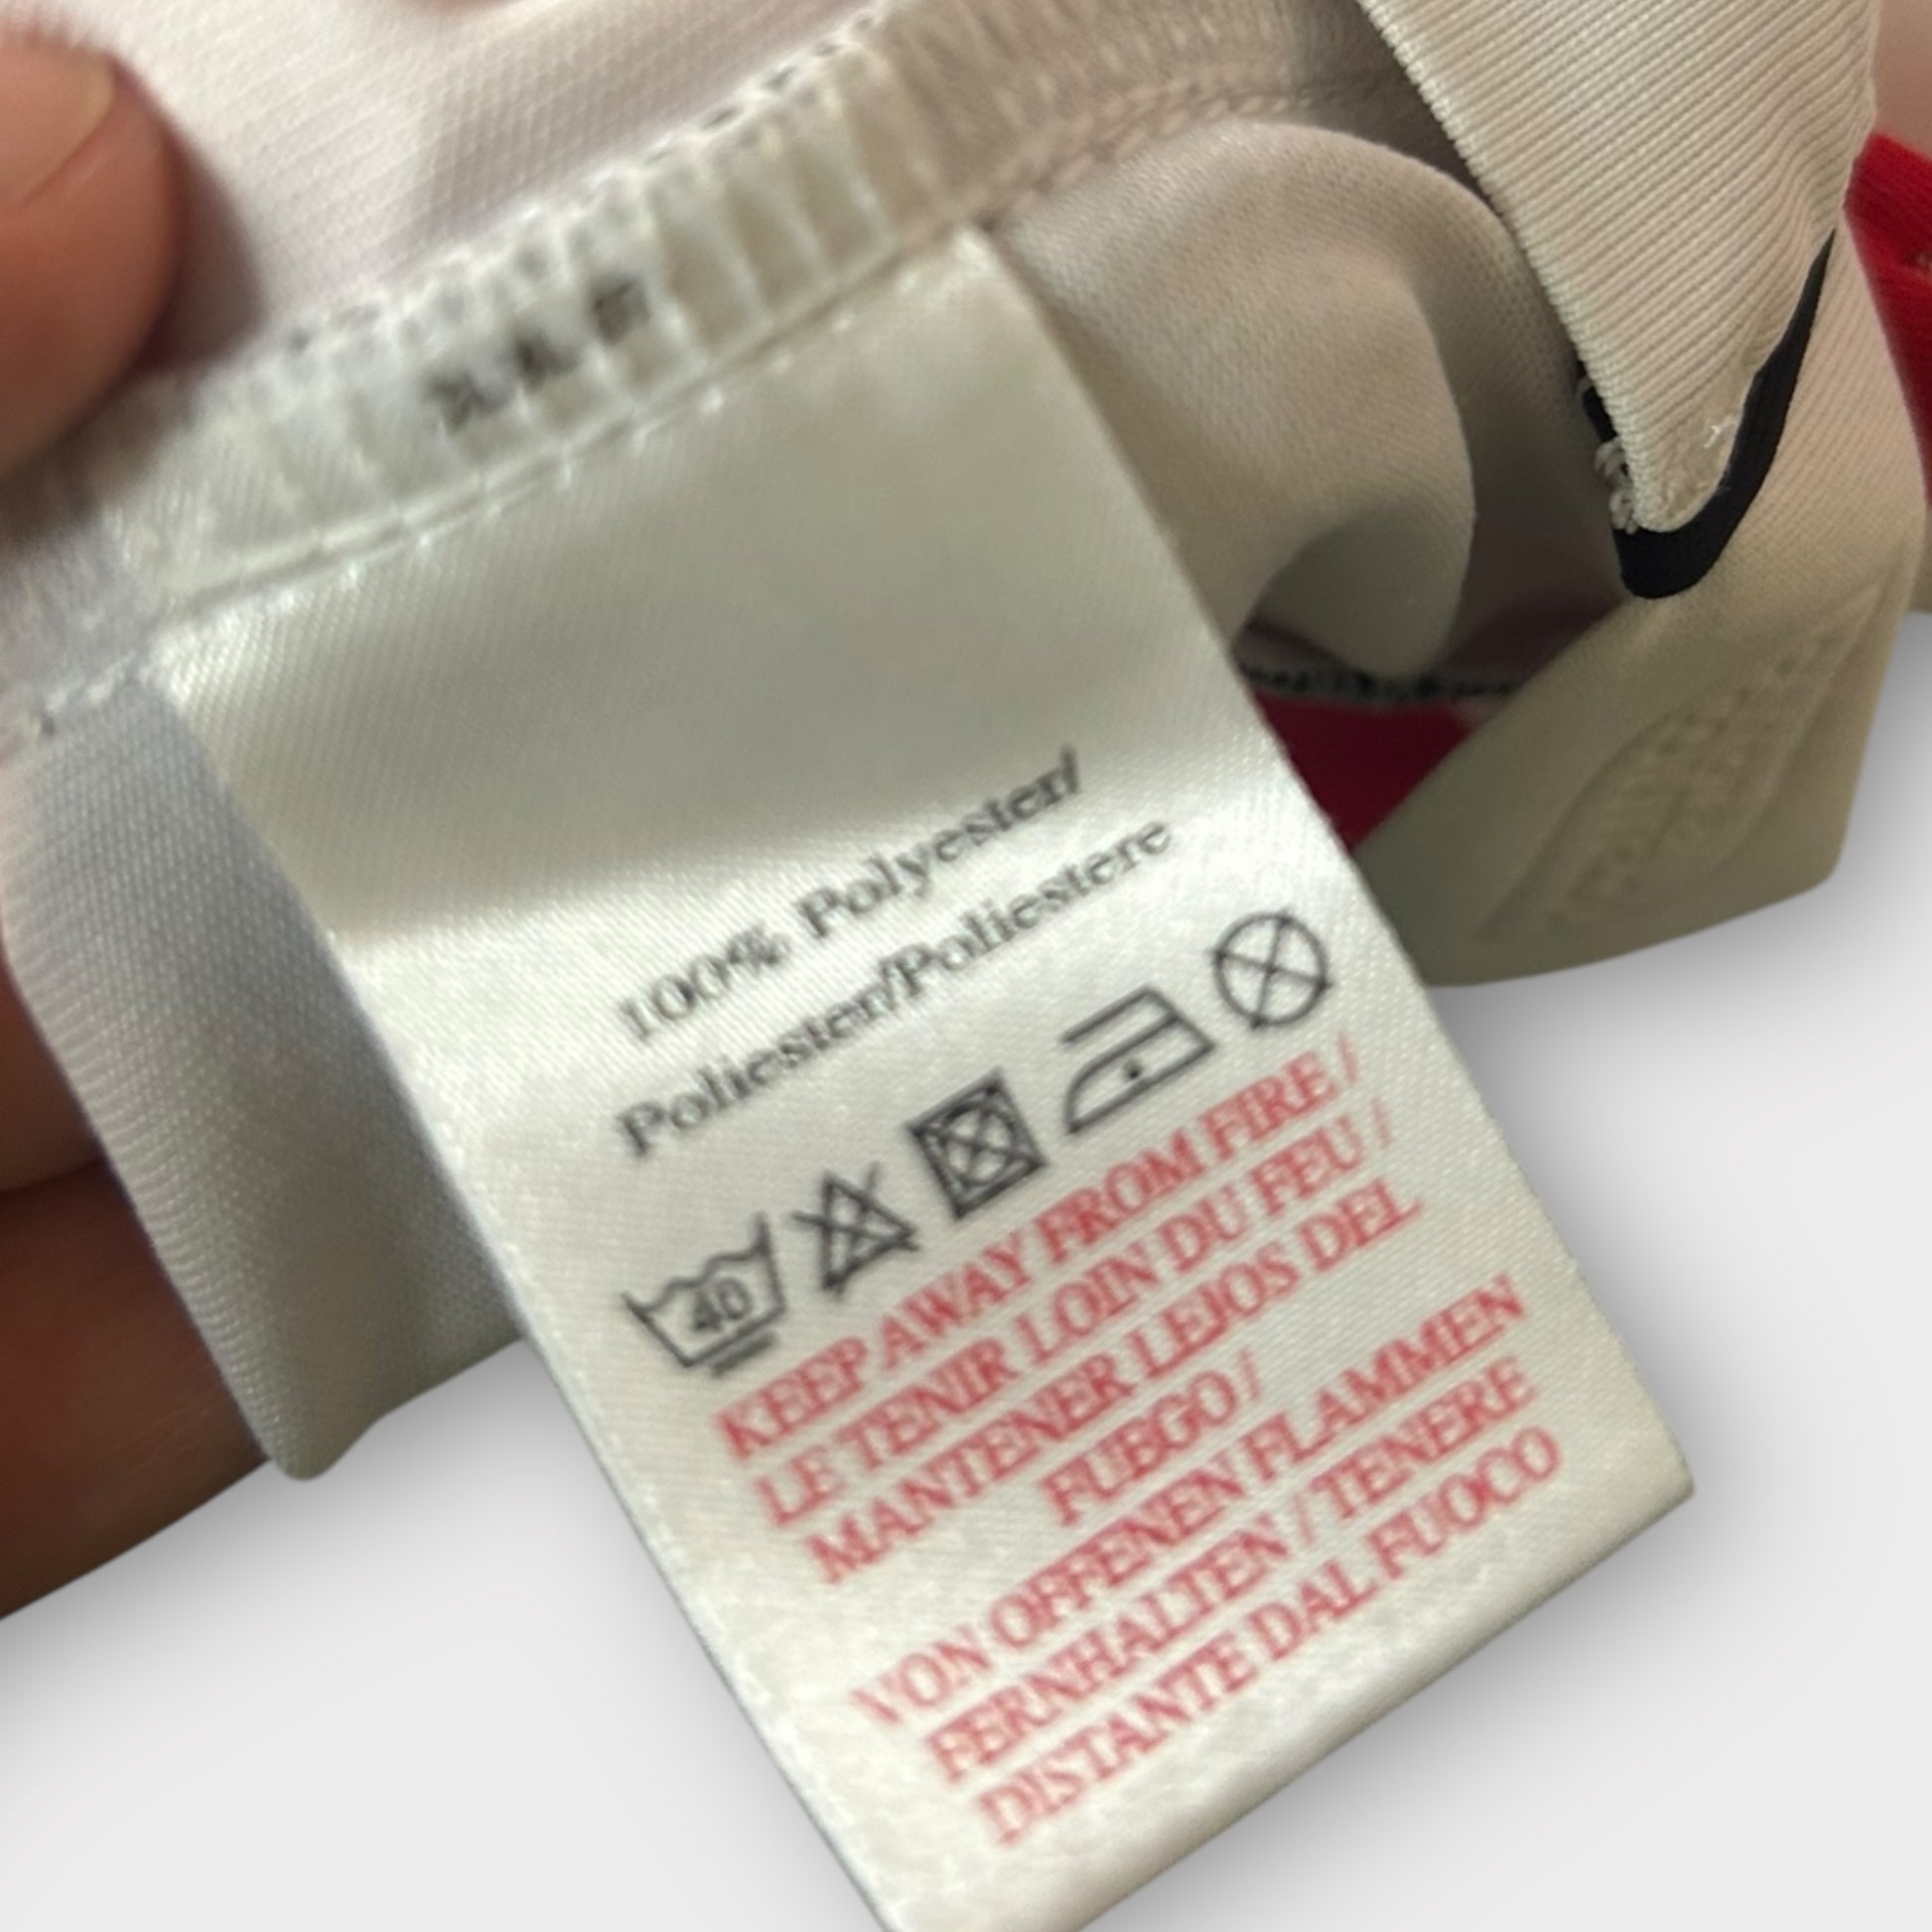 100% Polyester/
Poliester/Poliestere
40
KEEP AWAY FROM FIRE /
LE TENIR LOIN DU FEU /
MANTENER LEJOS DEL
FUEGO /
VON OFFENEN FLAMMEN
FERNHALTEN / TENERE
DISTANTE DAL FUOCO